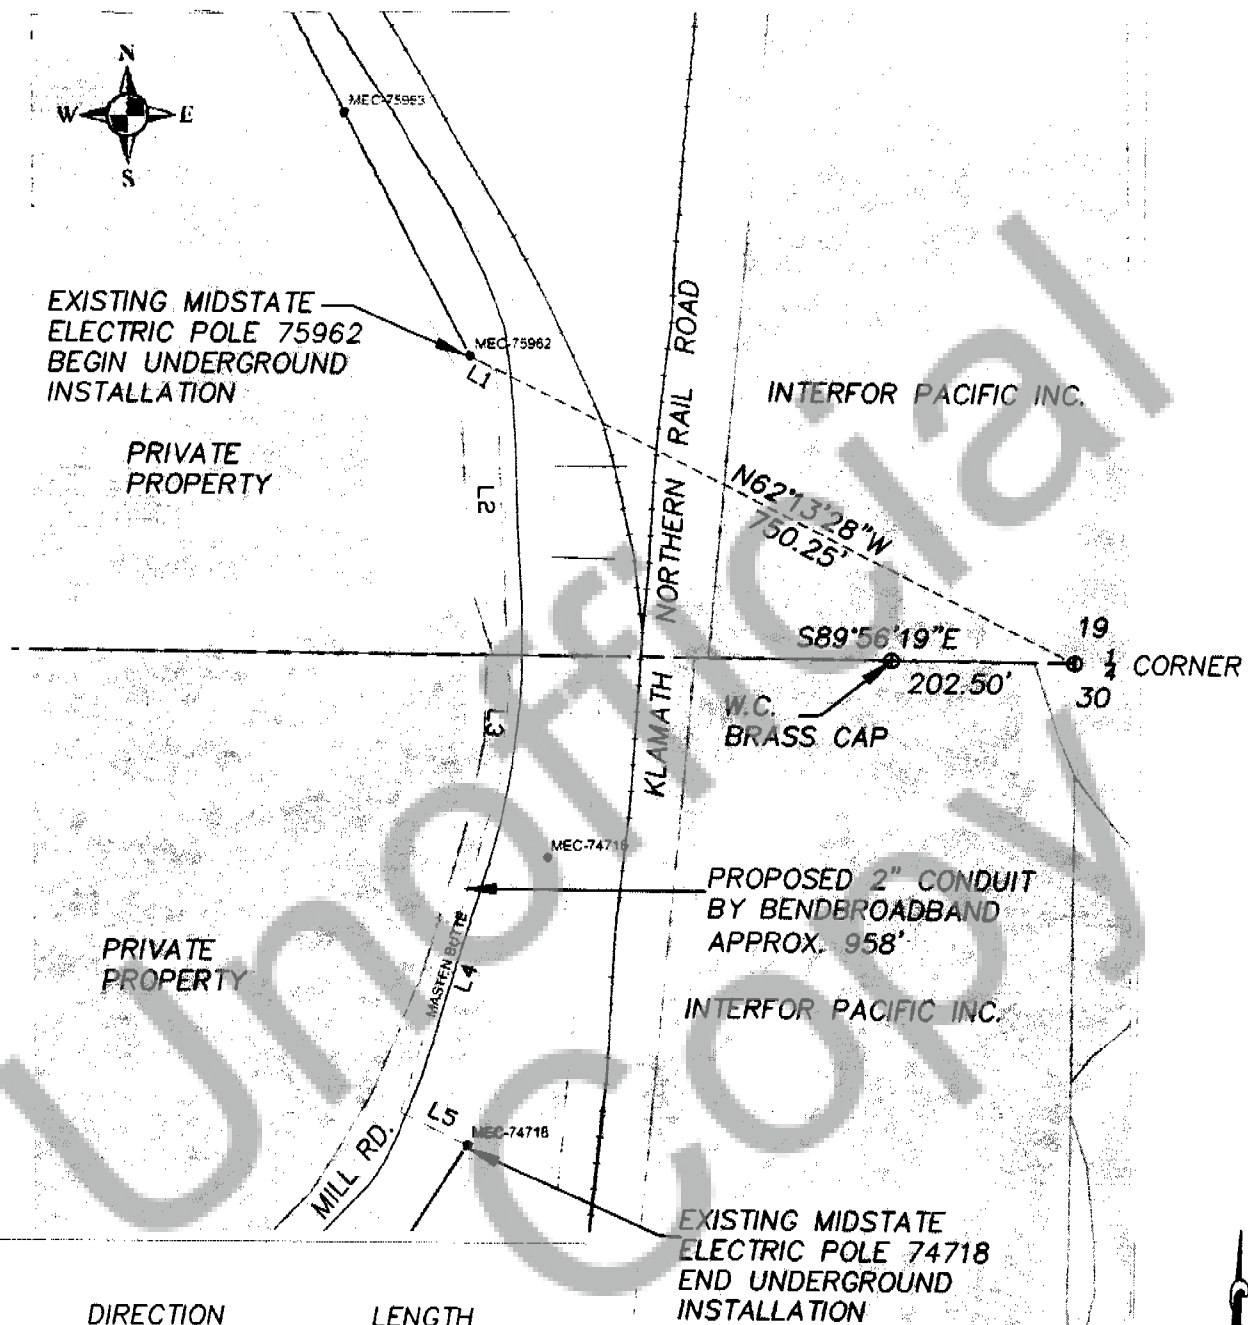 N
W E
S
MEC-75963
EXISTING MIDSTATE
ELECTRIC POLE 75962
BEGIN UNDERGROUND
INSTALLATION
MEC-75962
L1
PRIVATE
PROPERTY
L2
KLAMATH NORTHERN RAIL ROAD
INTERFOR PACIFIC INC.
N62°13'28"W
750.25'
S89°56'19"E
202.50'
19
1/4 CORNER
30
W.C.
BRASS CAP
L3
PROPOSED 2" CONDUIT
BY BENDBROADBAND
APPROX. 958'
PRIVATE
PROPERTY
MASTEN BUTTE
L4
INTERFOR PACIFIC INC.
L5
MEC-74718
MILL RD.
EXISTING MIDSTATE
ELECTRIC POLE 74718
END UNDERGROUND
INSTALLATION
DIRECTION LENGTH
Unofficial
Copy